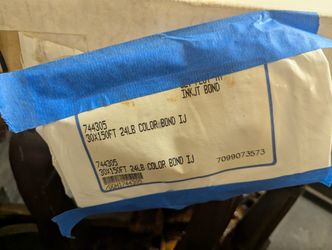 INKJT BOND
744305
30X150FT 24LB COLOR BOND IJ
744305
30X150FT 24LB COLOR BOND IJ
7099073573